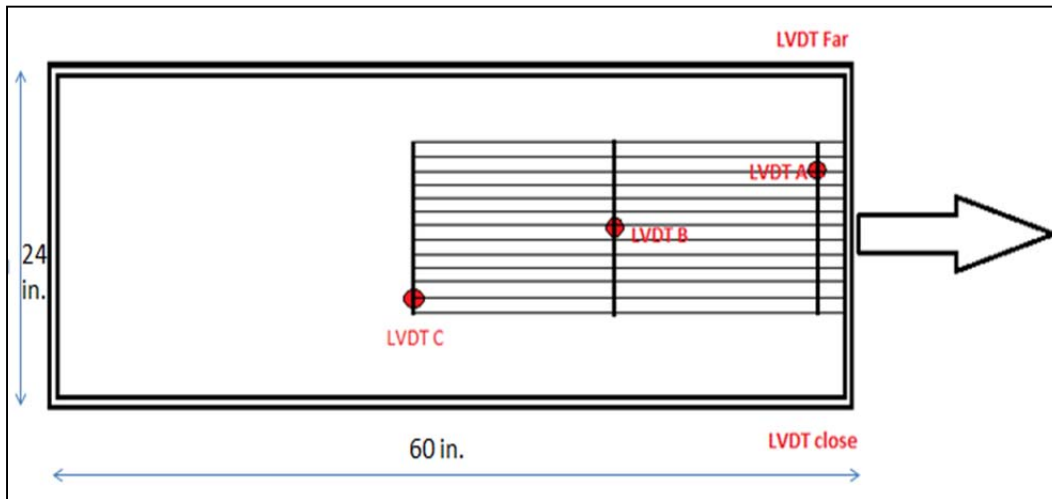 LVDT Far
LVDT A
LVDT B
24
in.
LVDT C
60 in.
LVDT close